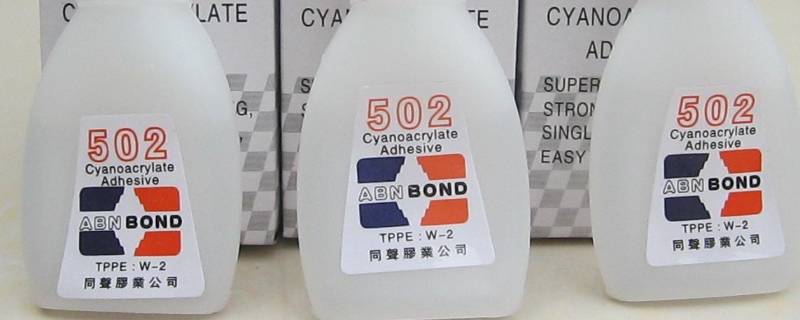 CYANOACRYLATE
502
Cyanoacrylate
Adhesive
ABN BOND
TPPE : W-2
同聲膠業公司
CYA
TE
502
Cyanoacrylate
Adhesive
ABN BOND
TPPE : W-2
同聲膠業公司
CYANOA
AD
SUPER
STRON
SINGL
EASY
502
Cyanoacrylate
Adhesive
ABN BOND
TPPE : W-2
同聲膠業公司